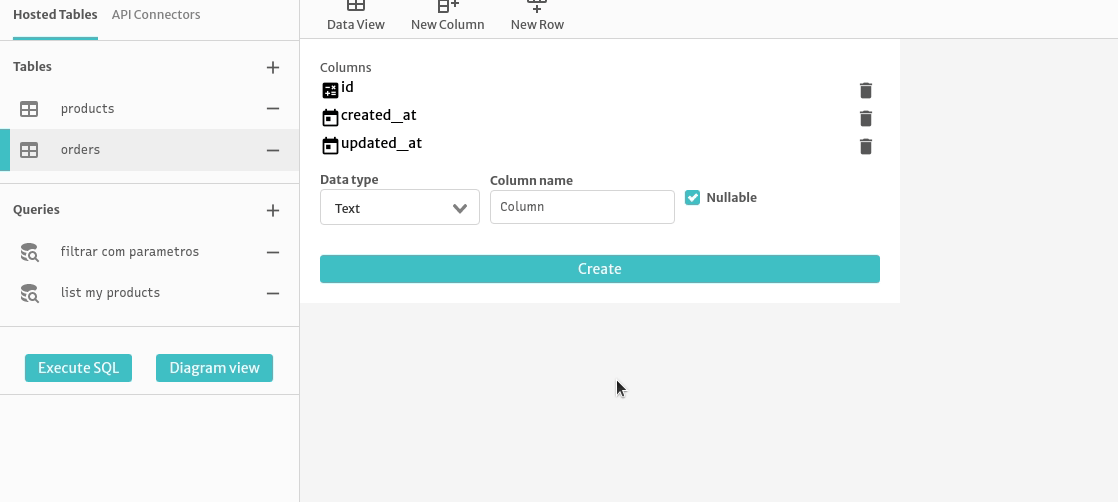 Hosted Tables API Connectors
Tables
products
orders
Queries
filtrar com parametros
list my products
Execute SQL Diagram view
Data View New Column New Row
Columns
id
created_at
updated_at
Data type Column name
Text Column Nullable
Create